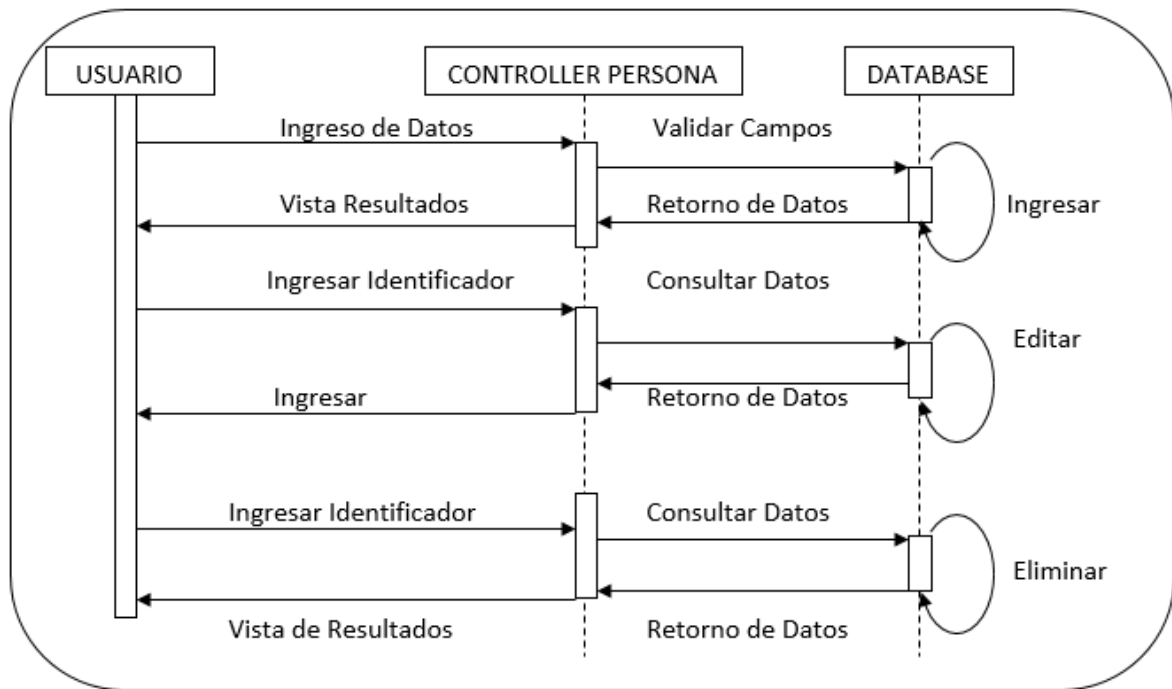 USUARIO
CONTROLLER PERSONA
DATABASE
Ingreso de Datos
Validar Campos
Vista Resultados
Retorno de Datos
Ingresar
Ingresar Identificador
Consultar Datos
Editar
Ingresar
Retorno de Datos
Ingresar Identificador
Consultar Datos
Eliminar
Vista de Resultados
Retorno de Datos